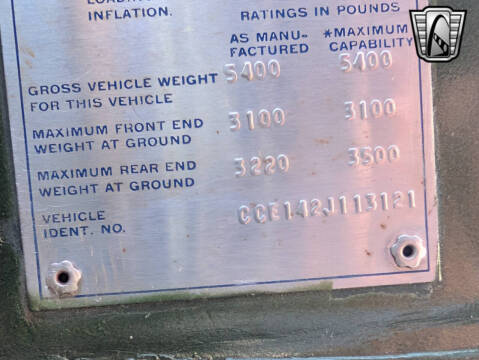 INFLATION.
RATINGS IN POUNDS
AS MANU-
FACTURED
*MAXIMUM
CAPABILITY
GROSS VEHICLE WEIGHT 5400 5400
FOR THIS VEHICLE
MAXIMUM FRONT END 3100 3100
WEIGHT AT GROUND
MAXIMUM REAR END 3220 3500
WEIGHT AT GROUND
VEHICLE CCE142J113121
IDENT. NO.